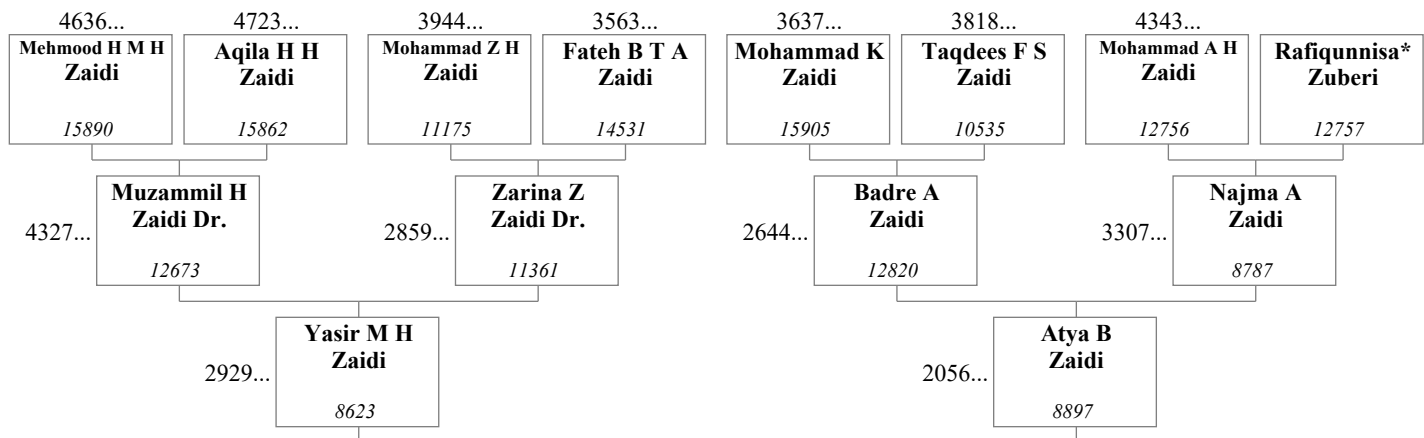 4636... 4723... 3944... 3563... 3637... 3818... 4343...
Mehmood H M H
Zaidi
15890
Aqila H H
Zaidi
15862
Mohammad Z H
Zaidi
11175
Fateh B T A
Zaidi
14531
Mohammad K
Zaidi
15905
Taqdees F S
Zaidi
10535
Mohammad A H
Zaidi
12756
Rafiqunnisa*
Zuberi
12757
4327...
Muzammil H
Zaidi Dr.
12673
2859...
Zarina Z
Zaidi Dr.
11361
2644...
Badre A
Zaidi
12820
3307...
Najma A
Zaidi
8787
2929...
Yasir M H
Zaidi
8623
2056...
Atya B
Zaidi
8897